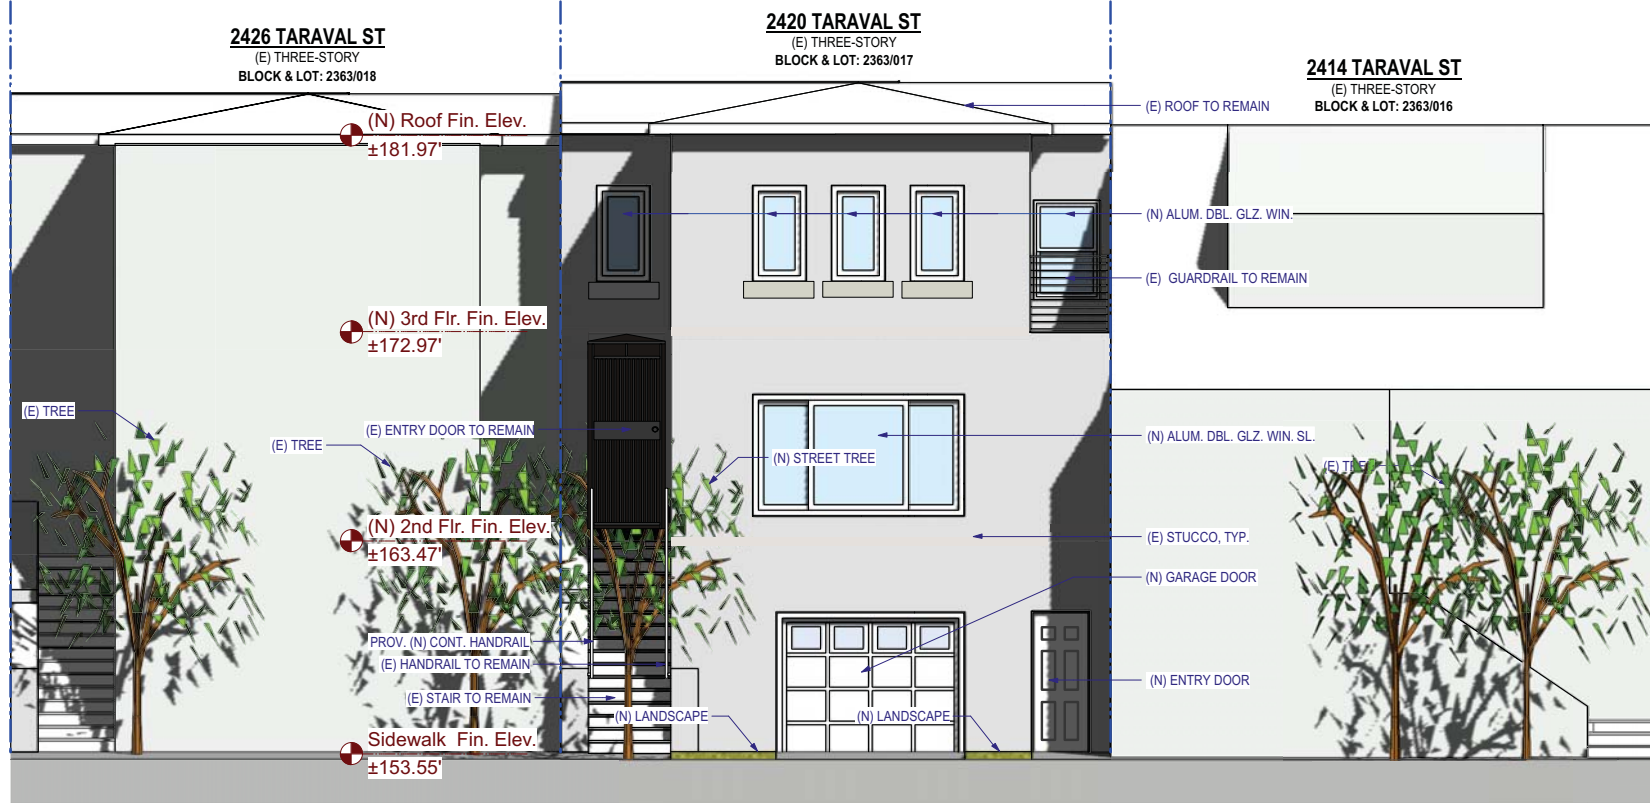 2426 TARAVAL ST
(E) THREE-STORY
BLOCK & LOT: 2363/018
2420 TARAVAL ST
(E) THREE-STORY
BLOCK & LOT: 2363/017
2414 TARAVAL ST
(E) THREE-STORY
BLOCK & LOT: 2363/016
(N) Roof Fin. Elev.
±181.97'
(N) 3rd Flr. Fin. Elev.
±172.97'
(N) 2nd Flr. Fin. Elev.
±163.47'
Sidewalk Fin. Elev.
±153.55'
(E) TREE
(E) TREE
(E) ENTRY DOOR TO REMAIN
(N) STREET TREE
PROV. (N) CONT. HANDRAIL
(E) HANDRAIL TO REMAIN
(E) STAIR TO REMAIN
(N) LANDSCAPE
(N) LANDSCAPE
(E) ROOF TO REMAIN
(N) ALUM. DBL. GLZ. WIN.
(E) GUARDRAIL TO REMAIN
(N) ALUM. DBL. GLZ. WIN. SL.
(E) TREE
(E) STUCCO, TYP.
(N) GARAGE DOOR
(N) ENTRY DOOR